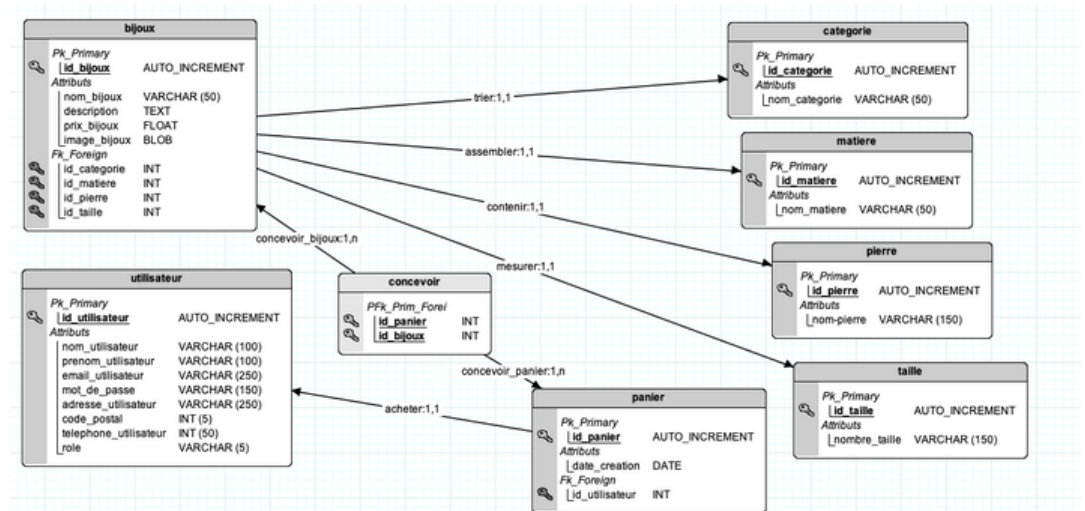 bijoux
Pk_Primary
id_bijoux AUTO_INCREMENT
Attributs
nom_bijoux VARCHAR (50)
description TEXT
prix_bijoux FLOAT
image_bijoux BLOB
Fk_Foreign
id_categorie INT
id_matiere INT
id_pierre INT
id_taille INT
categorie
Pk_Primary
id_categorie AUTO_INCREMENT
Attributs
nom_categorie VARCHAR (50)
trier:1,1
matiere
Pk_Primary
id_matiere AUTO_INCREMENT
Attributs
nom_matiere VARCHAR (50)
assembler:1,1
contenir:1,1
pierre
Pk_Primary
id_pierre AUTO_INCREMENT
Attributs
nom-pierre VARCHAR (150)
mesurer:1,1
concevoir_bijoux:1,n
utilisateur
Pk_Primary
id_utilisateur AUTO_INCREMENT
Attributs
nom_utilisateur VARCHAR (100)
prenom_utilisateur VARCHAR (100)
email_utilisateur VARCHAR (250)
mot_de_passe VARCHAR (150)
adresse_utilisateur VARCHAR (250)
code_postal INT (5)
telephone_utilisateur INT (50)
role VARCHAR (5)
concevoir
PFk_Prim_Forei
id_panier INT
id_bijoux INT
concevoir_panier:1,n
acheter:1,1
taille
Pk_Primary
id_taille AUTO_INCREMENT
Attributs
nombre_taille VARCHAR (150)
panier
Pk_Primary
id_panier AUTO_INCREMENT
Attributs
date_creation DATE
Fk_Foreign
id_utilisateur INT